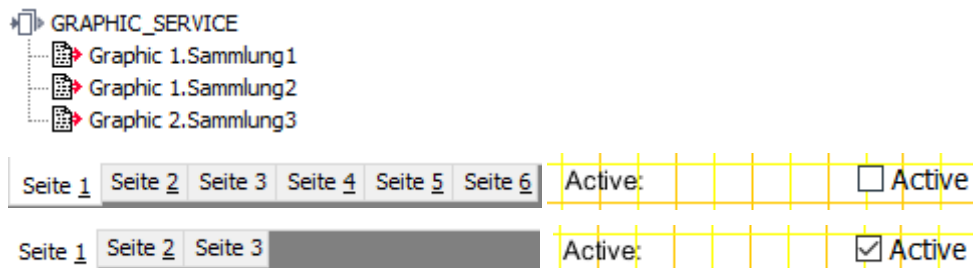 GRAPHIC_SERVICE
Graphic 1.Sammlung1
Graphic 1.Sammlung2
Graphic 2.Sammlung3
Seite 1 Seite 2 Seite 3 Seite 4 Seite 5 Seite 6 Active: Active
Seite 1 Seite 2 Seite 3 Active: Active